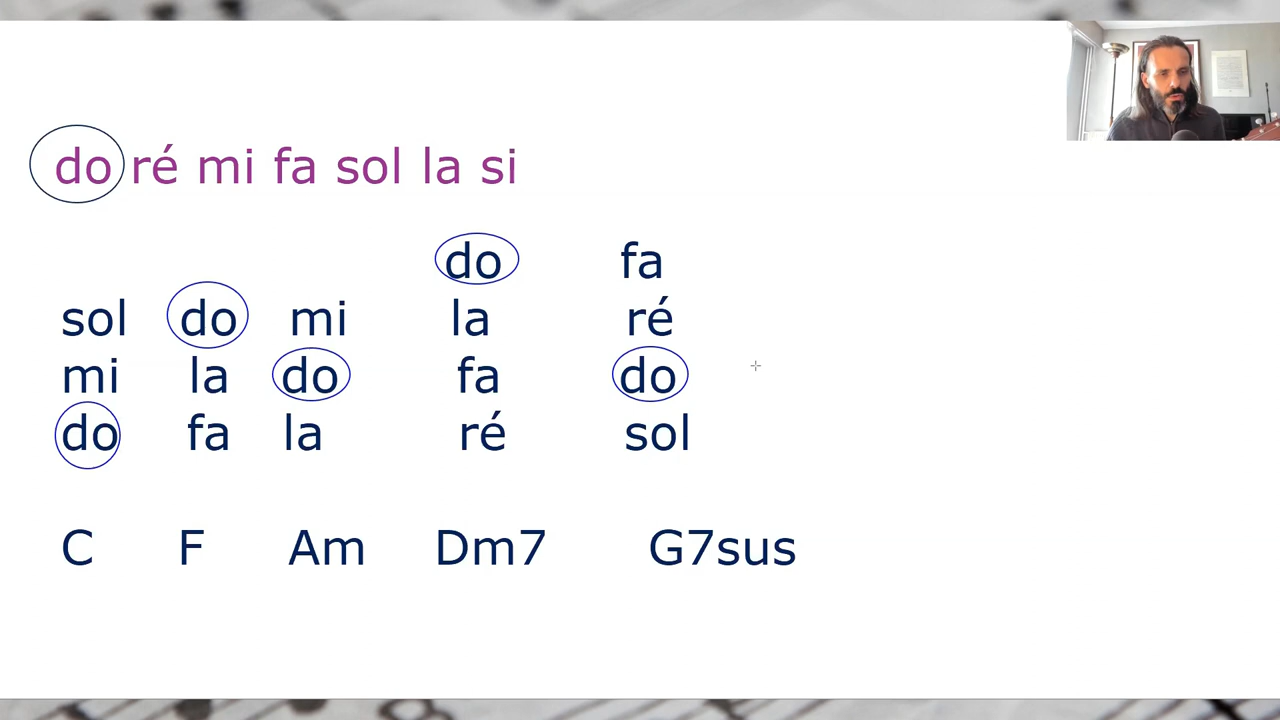 do ré mi fa sol la si
do fa
sol do mi la ré
mi la do fa do
do fa la ré sol
C F Am Dm7 G7sus